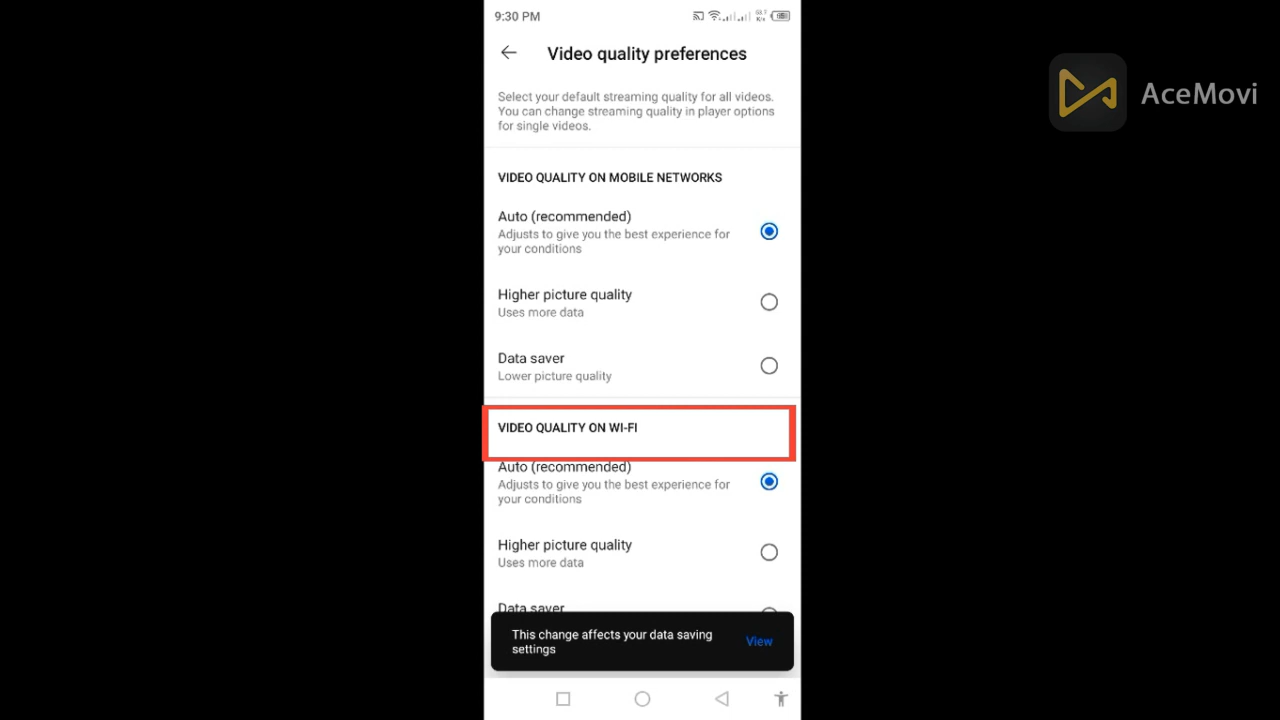 9:30 PM
AceMovi
Video quality preferences
Select your default streaming quality for all videos.
You can change streaming quality in player options
for single videos.
VIDEO QUALITY ON MOBILE NETWORKS
Auto (recommended)
Adjusts to give you the best experience for
your conditions
Higher picture quality
Uses more data
Data saver
Lower picture quality
VIDEO QUALITY ON WI-FI
Auto (recommended)
Adjusts to give you the best experience for
your conditions
Higher picture quality
Uses more data
Data saver
This change affects your data saving
settings
View